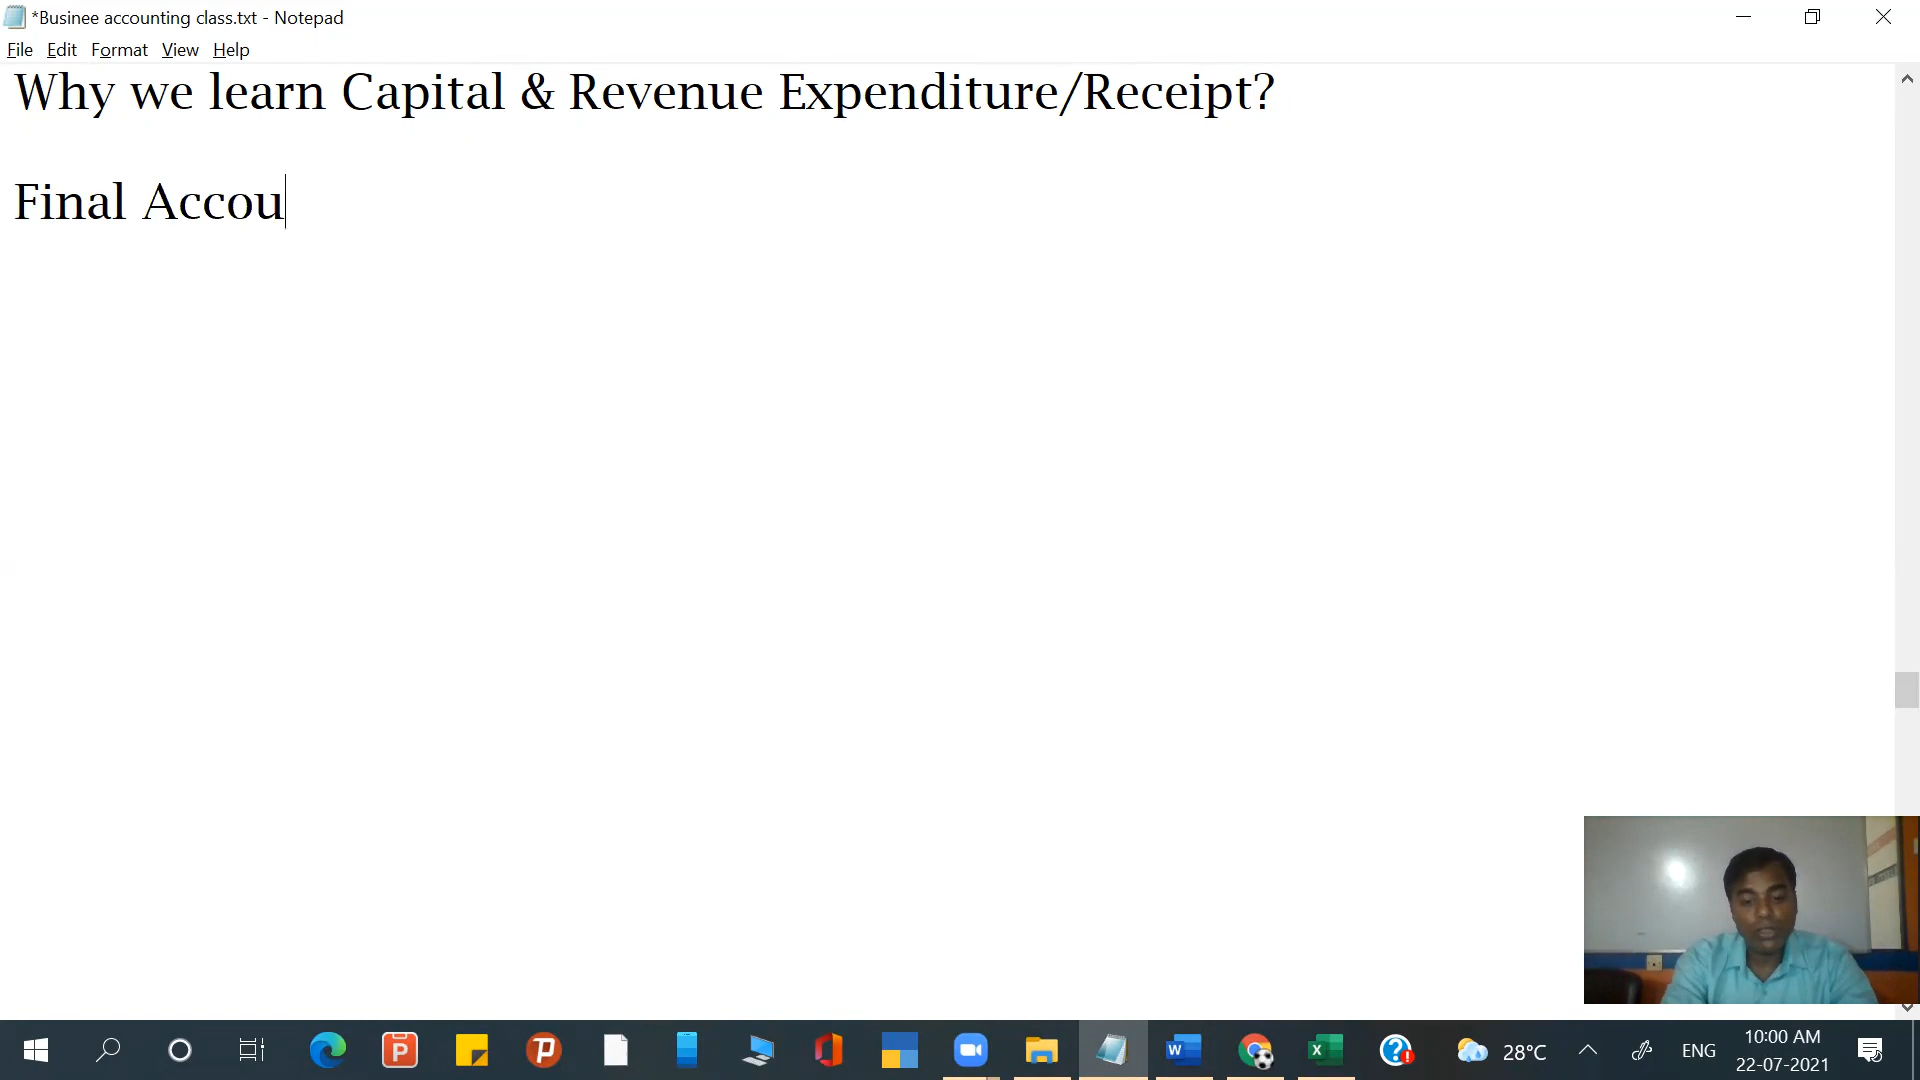 *Businee accounting class.txt - Notepad
File Edit Format View Help
Why we learn Capital & Revenue Expenditure/Receipt?
Final Accou
28°C
ENG
10:00 AM
22-07-2021